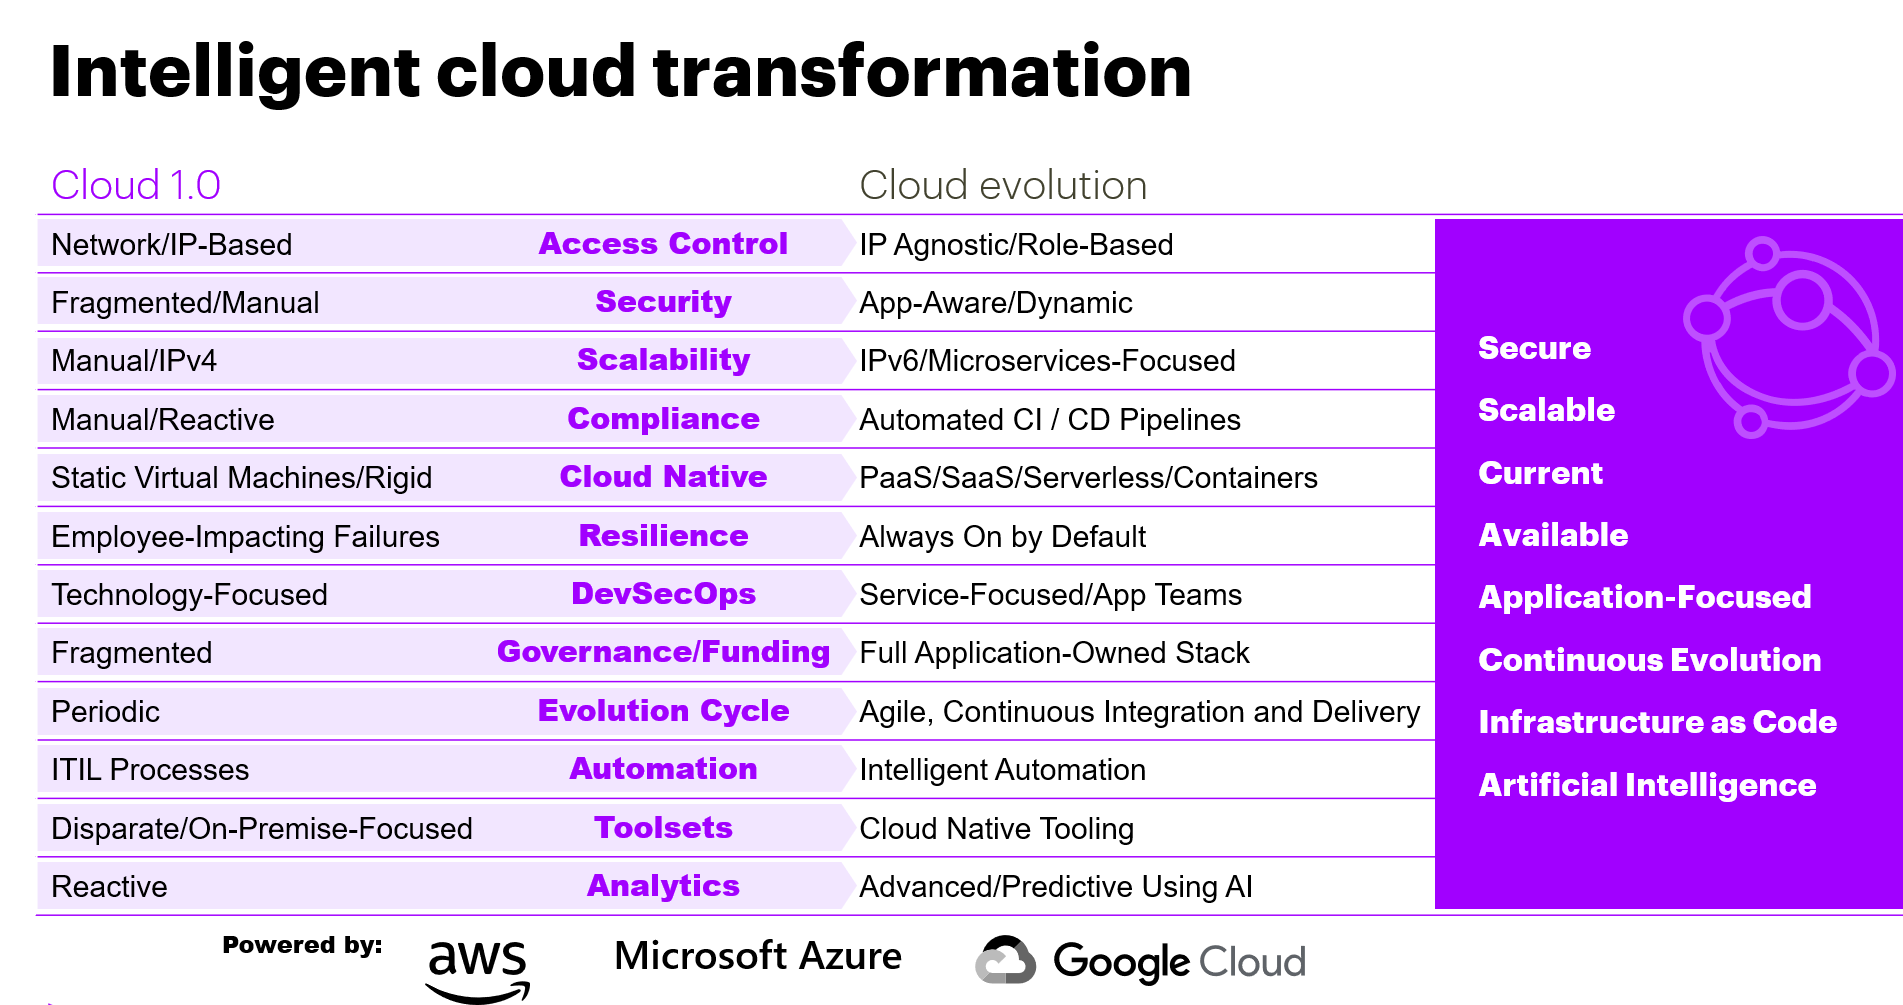 Intelligent cloud transformation
Cloud 1.0 Cloud evolution
Network/IP-Based Access Control IP Agnostic/Role-Based
Fragmented/Manual Security App-Aware/Dynamic
Manual/IPv4 Scalability IPv6/Microservices-Focused
Manual/Reactive Compliance Automated CI / CD Pipelines
Static Virtual Machines/Rigid Cloud Native PaaS/SaaS/Serverless/Containers
Employee-Impacting Failures Resilience Always On by Default
Technology-Focused DevSecOps Service-Focused/App Teams
Fragmented Governance/Funding Full Application-Owned Stack
Periodic Evolution Cycle Agile, Continuous Integration and Delivery
ITIL Processes Automation Intelligent Automation
Disparate/On-Premise-Focused Toolsets Cloud Native Tooling
Reactive Analytics Advanced/Predictive Using AI
Secure
Scalable
Current
Available
Application-Focused
Continuous Evolution
Infrastructure as Code
Artificial Intelligence
Powered by: aws Microsoft Azure Google Cloud